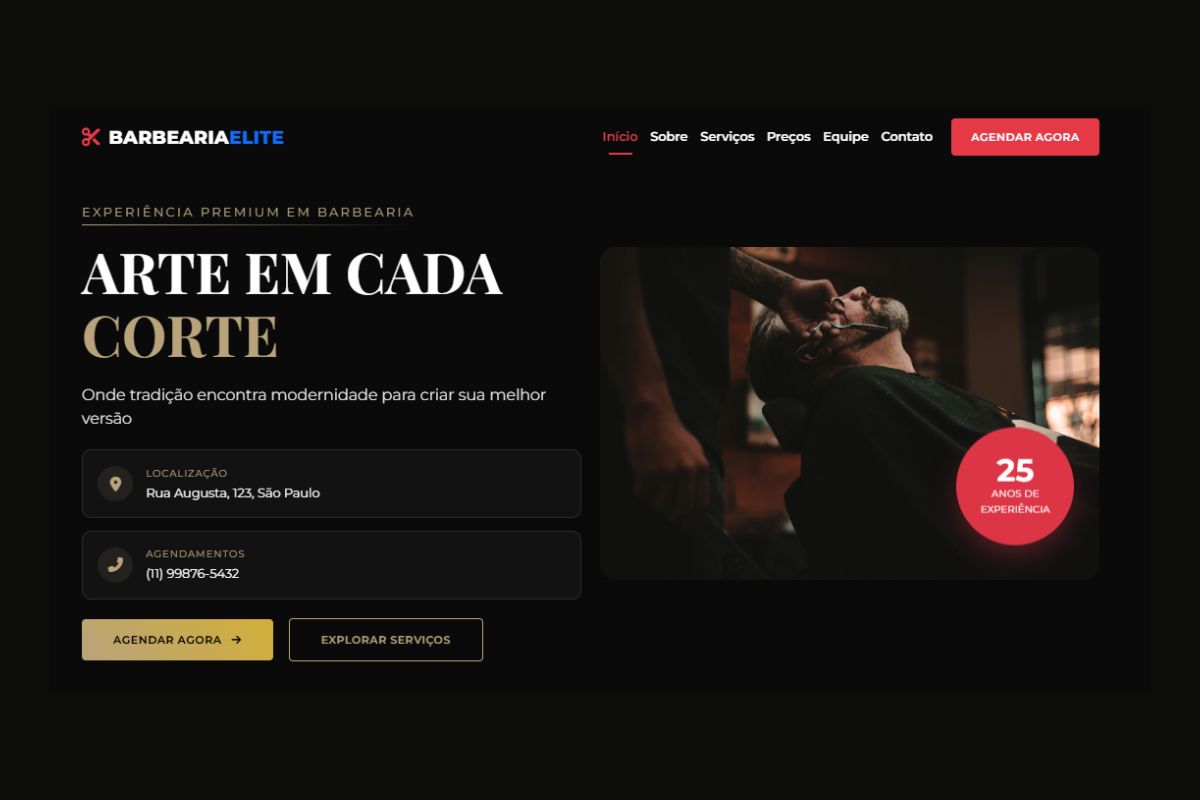 BARBEARIAELITE
Início Sobre Serviços Preços Equipe Contato AGENDAR AGORA
EXPERIÊNCIA PREMIUM EM BARBEARIA
ARTE EM CADA
CORTE
Onde tradição encontra modernidade para criar sua melhor
versão
LOCALIZAÇÃO
Rua Augusta, 123, São Paulo
AGENDAMENTOS
(11) 99876-5432
AGENDAR AGORA →
EXPLORAR SERVIÇOS
25
ANOS DE
EXPERIÊNCIA